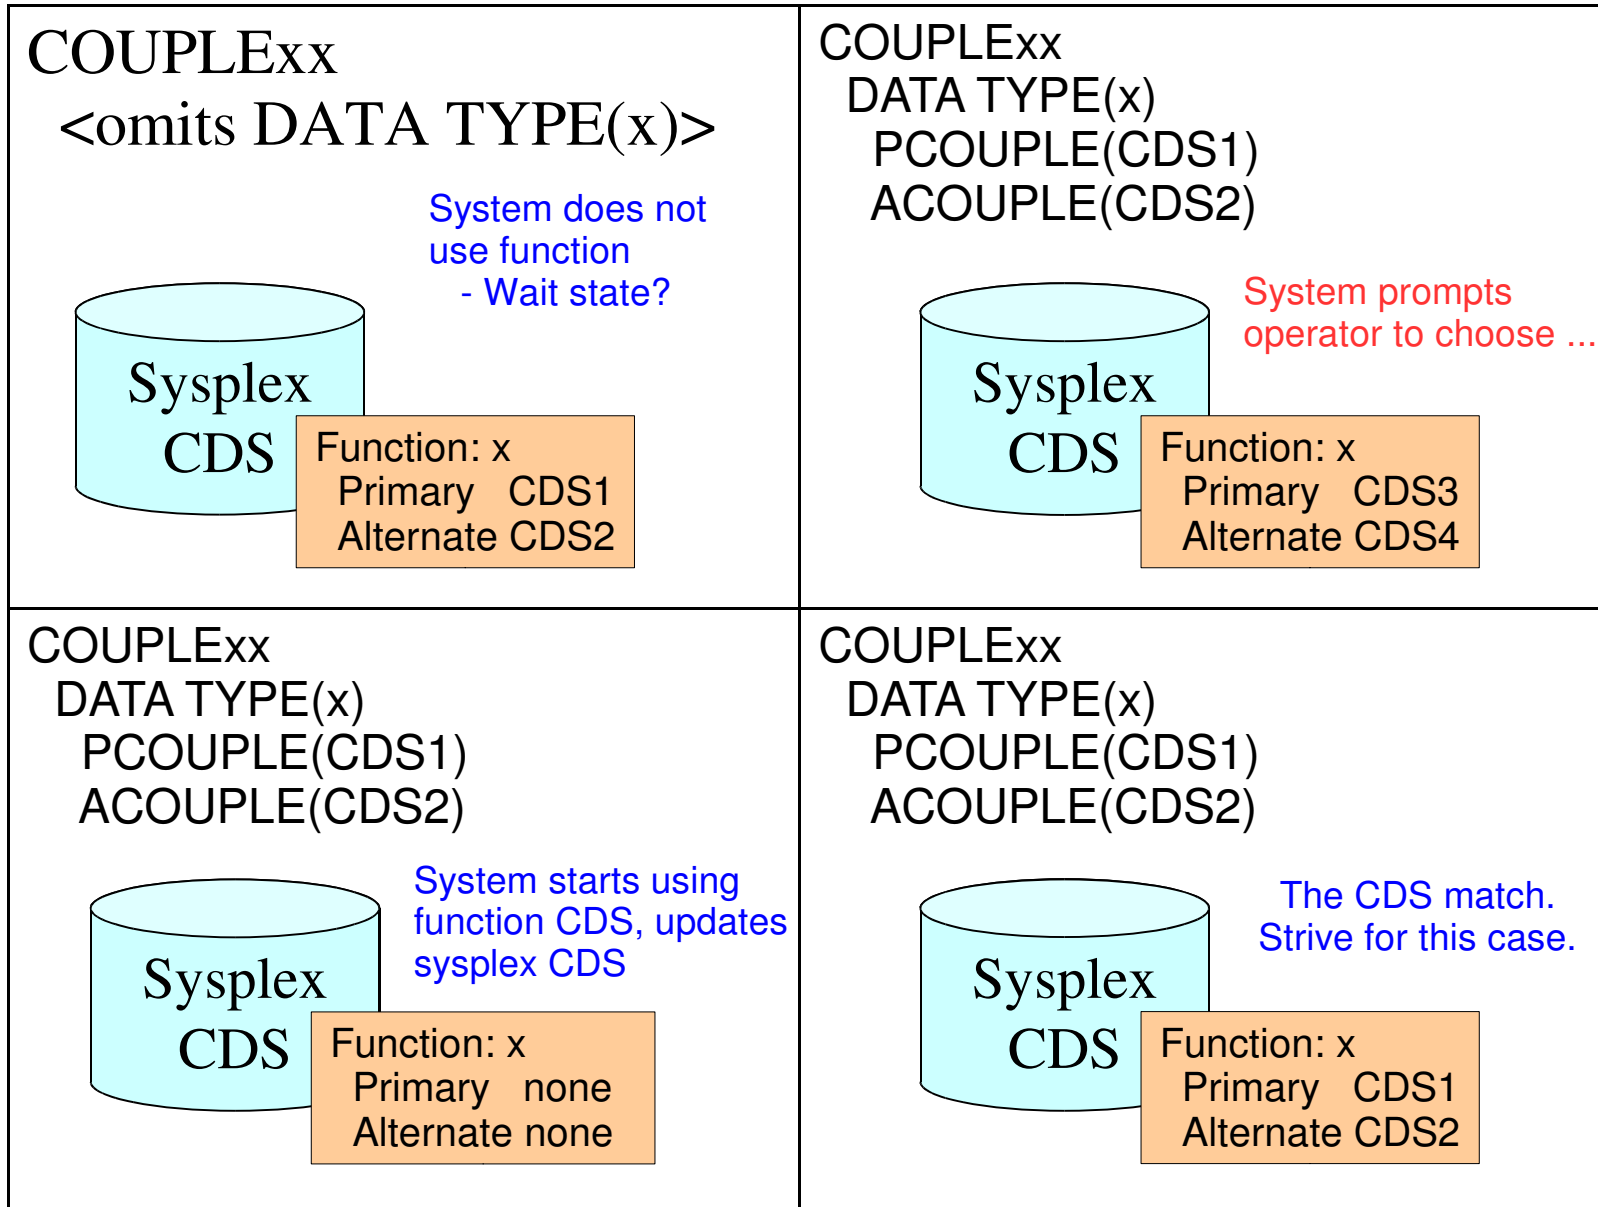 COUPLExx
<omits DATA TYPE(x)>
System does not
use function
- Wait state?
Sysplex
CDS
Function: x
Primary CDS1
Alternate CDS2
COUPLExx
DATA TYPE(x)
PCOUPLE(CDS1)
ACOUPLE(CDS2)
System prompts
operator to choose ...
Sysplex
CDS
Function: x
Primary CDS3
Alternate CDS4
COUPLExx
DATA TYPE(x)
PCOUPLE(CDS1)
ACOUPLE(CDS2)
System starts using
function CDS, updates
sysplex CDS
Sysplex
CDS
Function: x
Primary none
Alternate none
COUPLExx
DATA TYPE(x)
PCOUPLE(CDS1)
ACOUPLE(CDS2)
The CDS match.
Strive for this case.
Sysplex
CDS
Function: x
Primary CDS1
Alternate CDS2